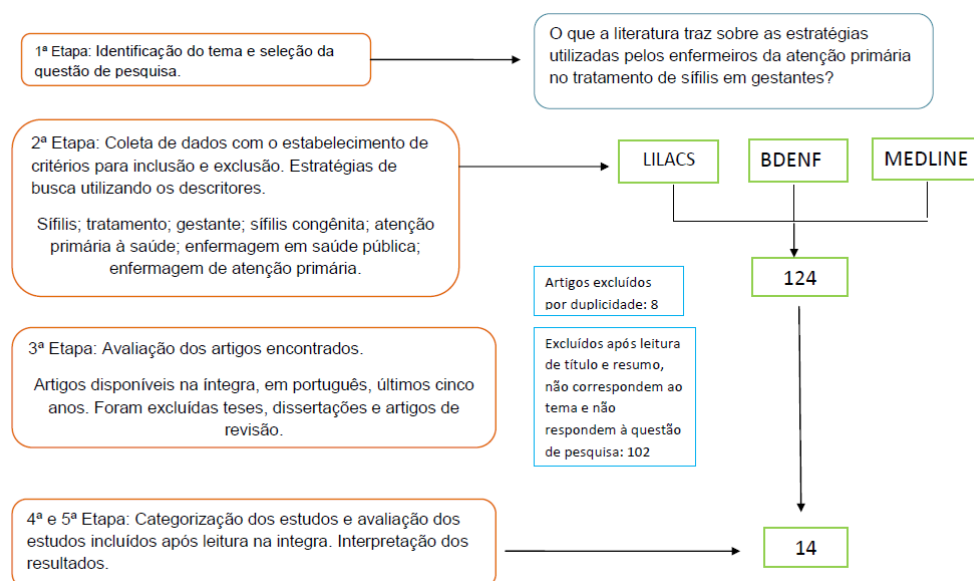 1ª Etapa: Identificação do tema e seleção da
questão de pesquisa.
O que a literatura traz sobre as estratégias
utilizadas pelos enfermeiros da atenção primária
no tratamento de sífilis em gestantes?
2ª Etapa: Coleta de dados com o estabelecimento de
critérios para inclusão e exclusão. Estratégias de
busca utilizando os descritores.
Sífilis; tratamento; gestante; sífilis congênita; atenção
primária à saúde; enfermagem em saúde pública;
enfermagem de atenção primária.
LILACS
BDENF
MEDLINE
124
Artigos excluídos
por duplicidade: 8
3ª Etapa: Avaliação dos artigos encontrados.
Artigos disponíveis na íntegra, em português, últimos cinco
anos. Foram excluídas teses, dissertações e artigos de
revisão.
Excluídos após leitura
de título e resumo,
não correspondem ao
tema e não
respondem à questão
de pesquisa: 102
4ª e 5ª Etapa: Categorização dos estudos e avaliação dos
estudos incluídos após leitura na integra. Interpretação dos
resultados.
14